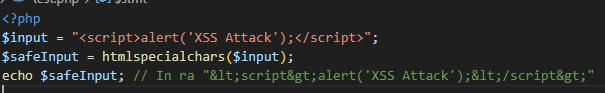 <?php
$input = "<script>alert('XSS Attack');</script>";
$safeInput = htmlspecialchars($input);
echo $safeInput; // In ra "&lt;script&gt;alert('XSS Attack');&lt;/script&gt;"